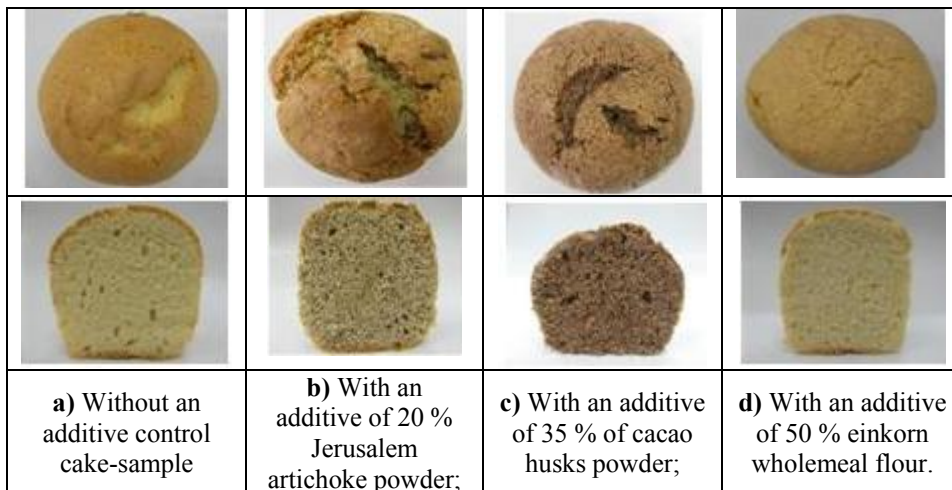 a) Without an
additive control
cake-sample
b) With an
additive of 20 %
Jerusalem
artichoke powder;
c) With an additive
of 35 % of cacao
husks powder;
d) With an additive
of 50 % einkorn
wholemeal flour.